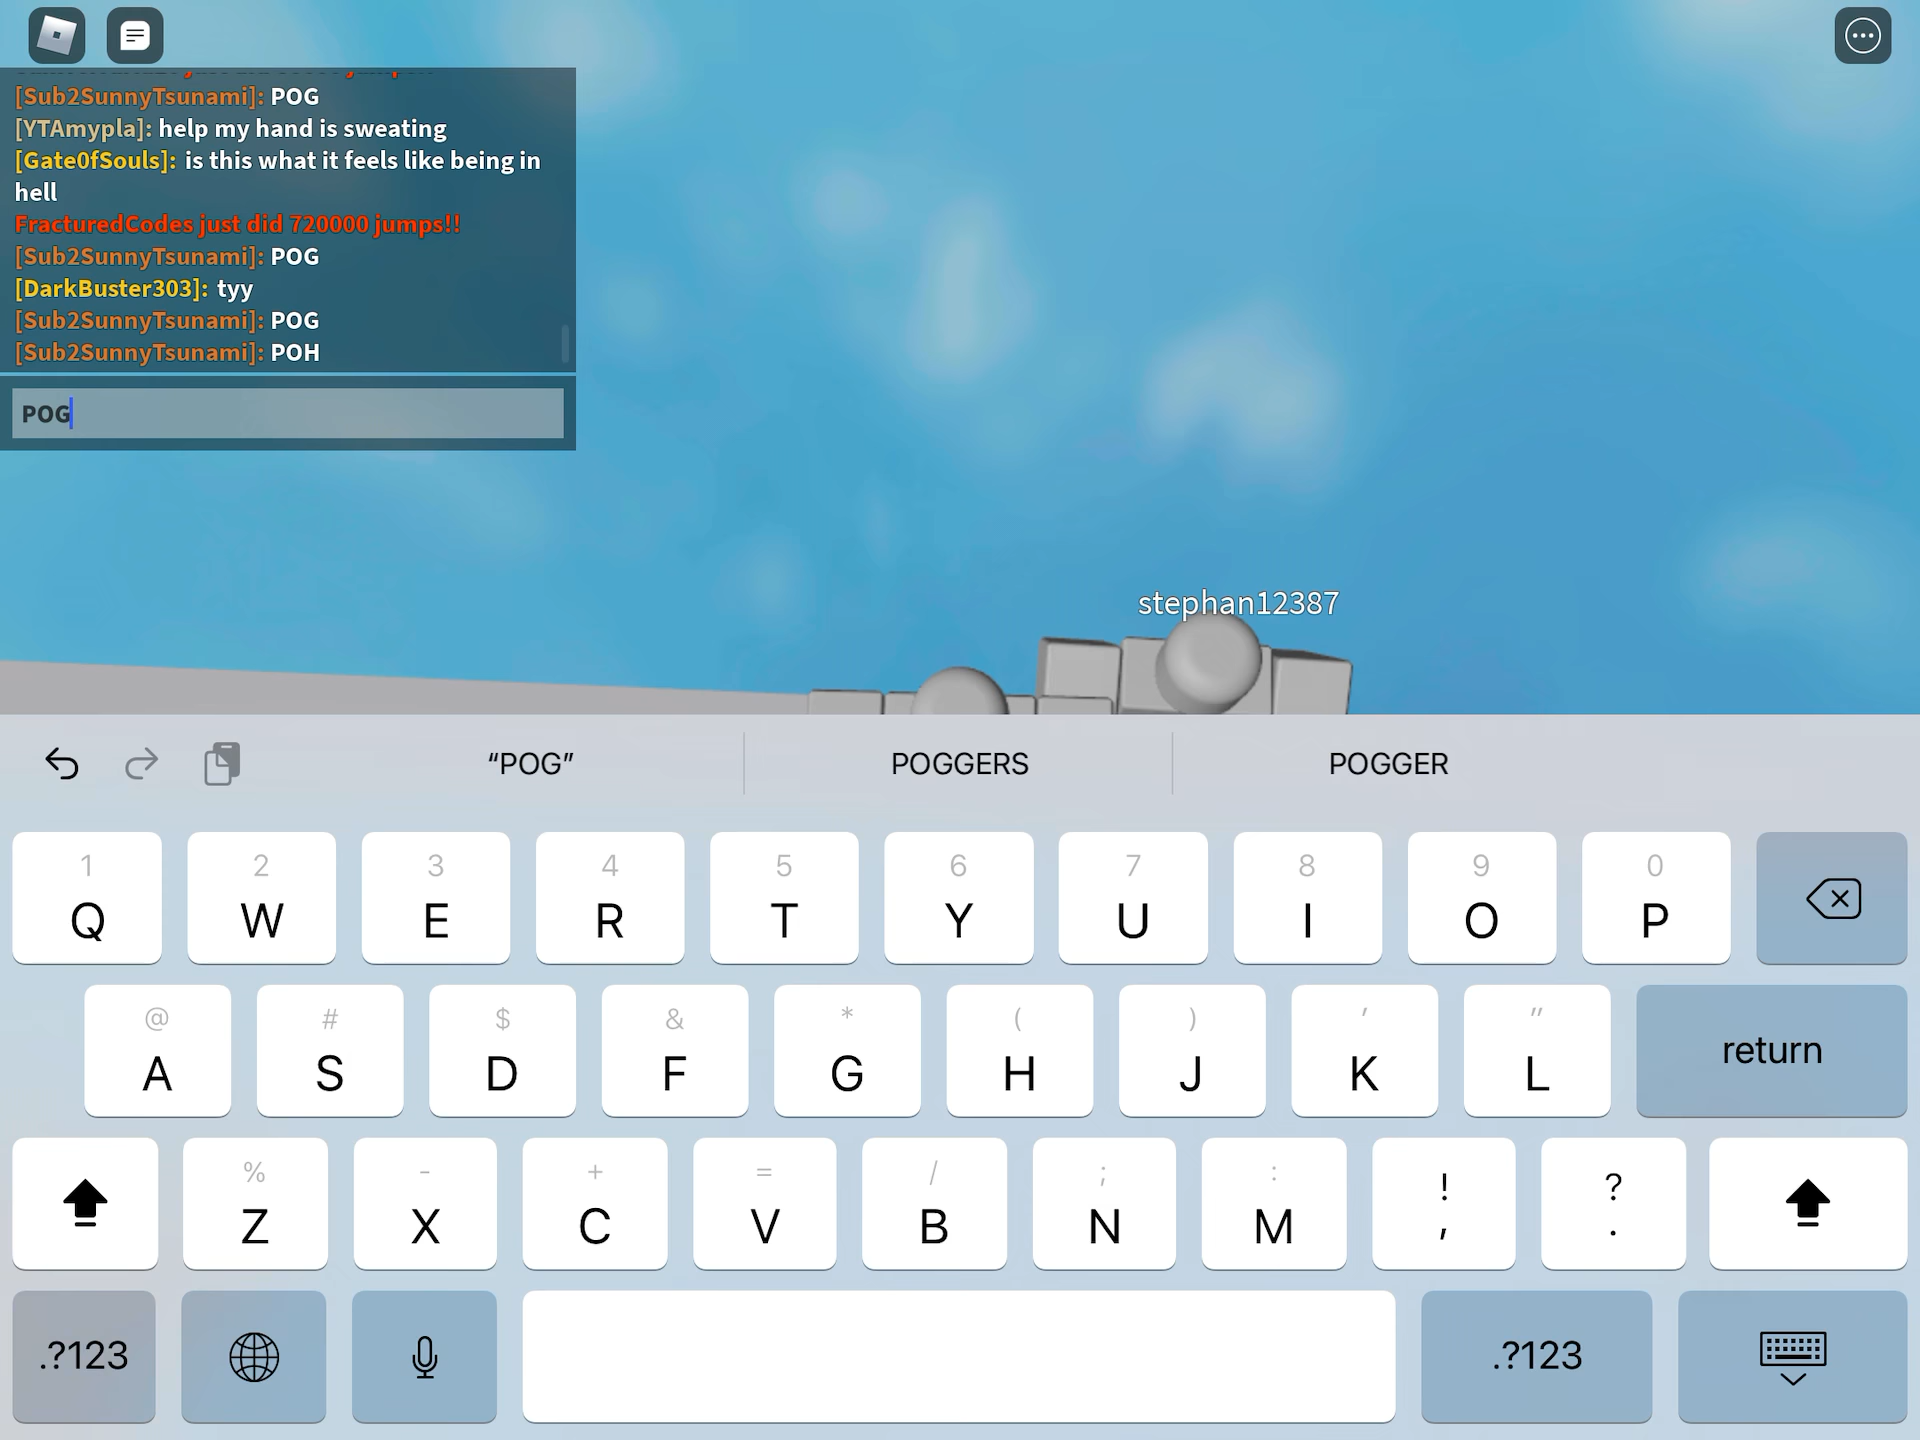 [Sub2SunnyTsunami]: POG
[YTAmypla]: help my hand is sweating
[Gate0fSouls]: is this what it feels like being in
hell
FracturedCodes just did 720000 jumps!!
[Sub2SunnyTsunami]: POG
[DarkBuster303]: tyy
[Sub2SunnyTsunami]: POG
[Sub2SunnyTsunami]: POH
POG
stephan12387
“POG” POGGERS POGGER
1 2 3 4 5 6 7 8 9 0
Q W E R T Y U I O P
@ # $ & * ( ) ' "
A S D F G H J K L return
% - + = / ; : ! ?
Z X C V B N M , .
.?123 .?123